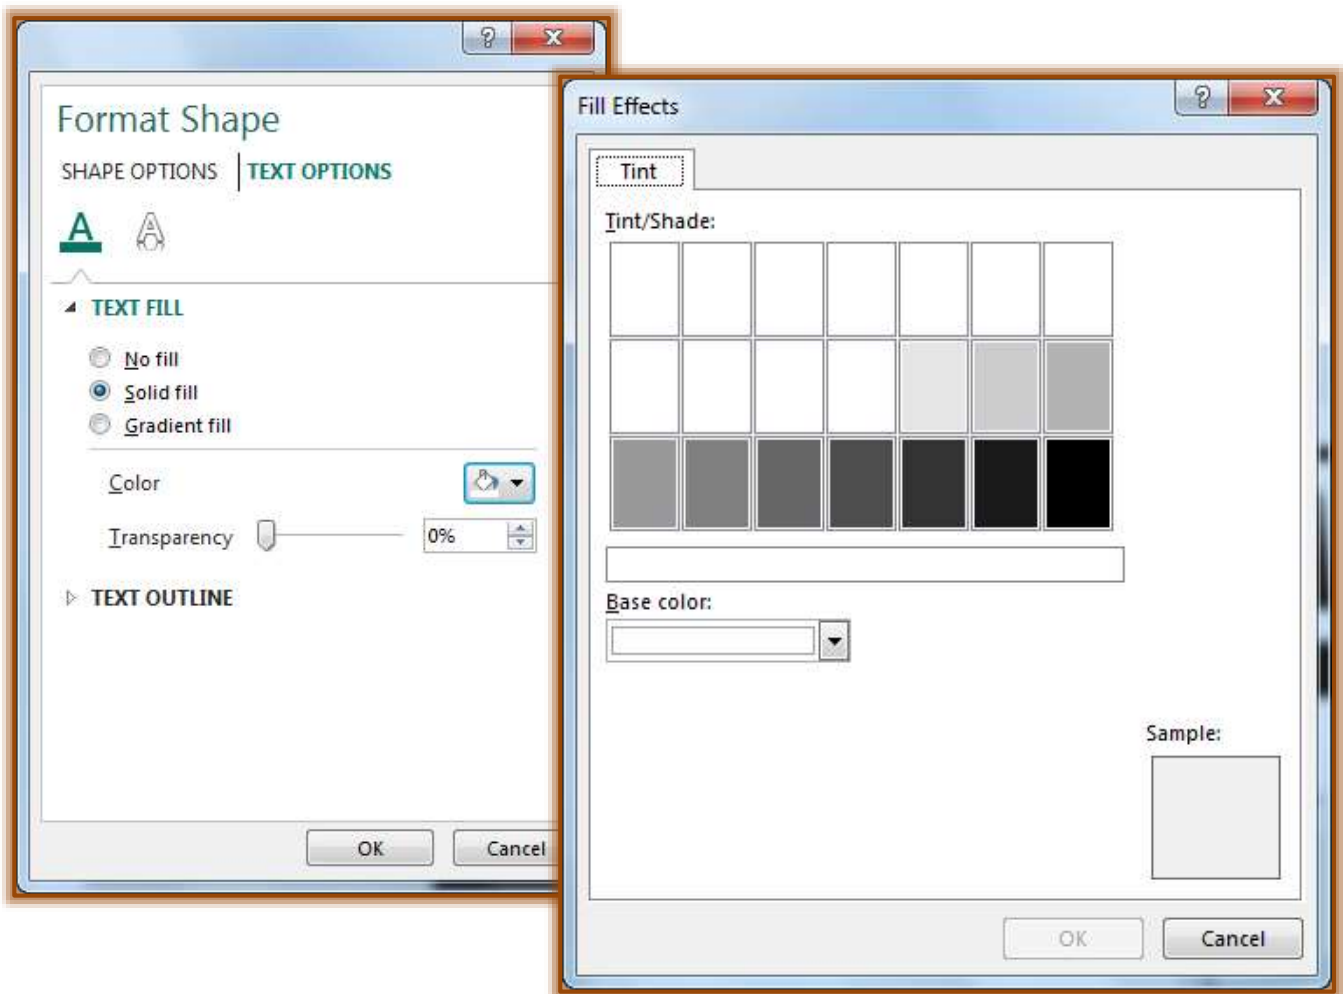 Format Shape
SHAPE OPTIONS TEXT OPTIONS
A A
TEXT FILL
No fill
Solid fill
Gradient fill
Color
Transparency 0%
TEXT OUTLINE
OK Cancel
Fill Effects
Tint
Tint/Shade:
Base color:
Sample:
OK Cancel